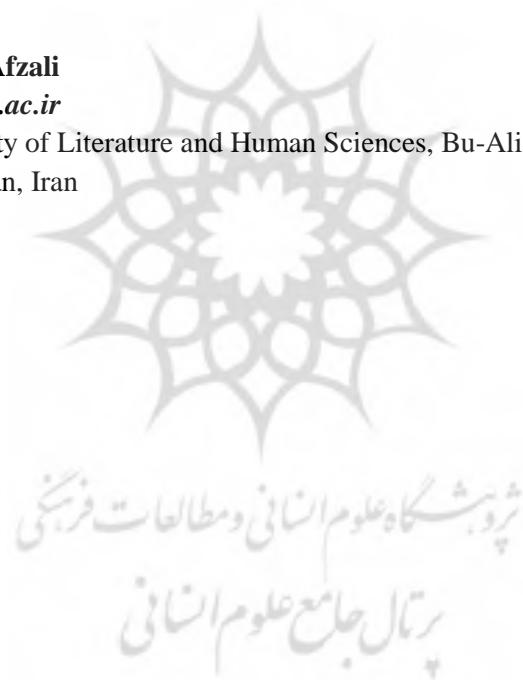 Afzali
.ac.ir
ty of Literature and Human Sciences, Bu-Ali
an, Iran
پژوهشگاه علوم انسانی و مطالعات فرهنگی
پرتال جامع علوم انسانی